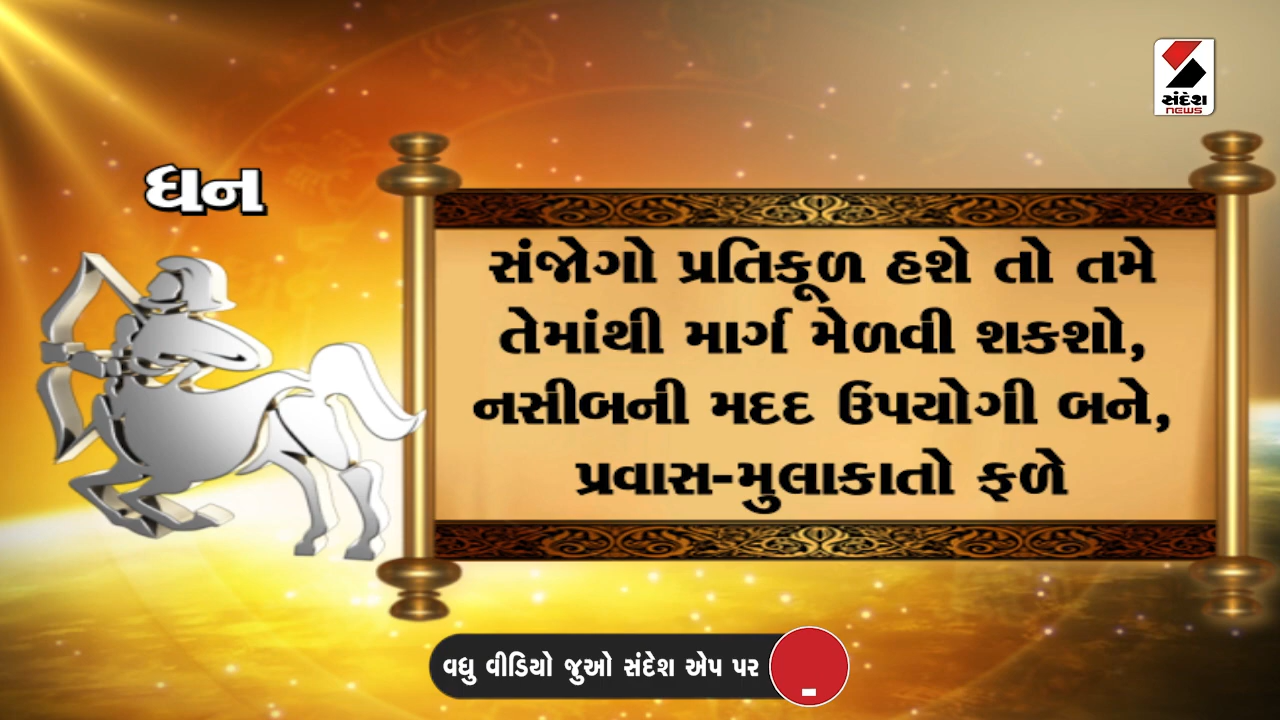 સંદેશ
NEWS
ધન
સંજોગો પ્રતિકૂળ હશે તો તમે
તેમાંથી માર્ગ મેળવી શકશો,
નસીબની મદદ ઉપયોગી બને,
પ્રવાસ-મુલાકાતો ફળે
વધુ વીડિયો જુઓ સંદેશ એપ પર